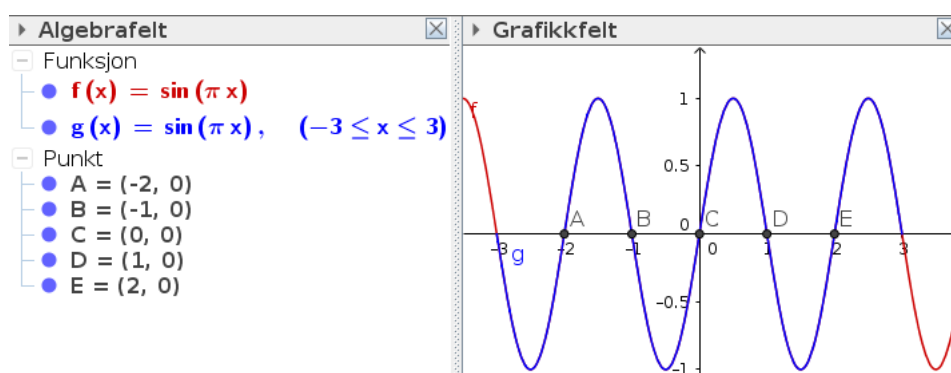 Algebrafelt
Funksjon
f(x) = sin(π x)
g(x) = sin(π x), (−3 ≤ x ≤ 3)
Punkt
A = (-2, 0)
B = (-1, 0)
C = (0, 0)
D = (1, 0)
E = (2, 0)
Grafikkfelt
f
1
0.5
A B C D E
0
−3 −2 −1 0 1 2 3
g
−0.5
−1